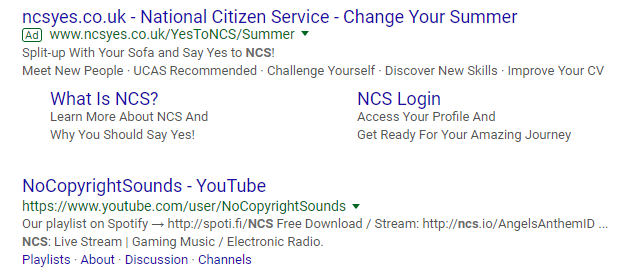 ncsyes.co.uk - National Citizen Service - Change Your Summer
Ad www.ncsyes.co.uk/YesToNCS/Summer
Split-up With Your Sofa and Say Yes to NCS!
Meet New People · UCAS Recommended · Challenge Yourself · Discover New Skills · Improve Your CV
What Is NCS?
Learn More About NCS And
Why You Should Say Yes!
NCS Login
Access Your Profile And
Get Ready For Your Amazing Journey
NoCopyrightSounds - YouTube
https://www.youtube.com/user/NoCopyrightSounds
Our playlist on Spotify → http://spoti.fi/NCS Free Download / Stream: http://ncs.io/AngelsAnthemID ...
NCS: Live Stream | Gaming Music / Electronic Radio.
Playlists · About · Discussion · Channels